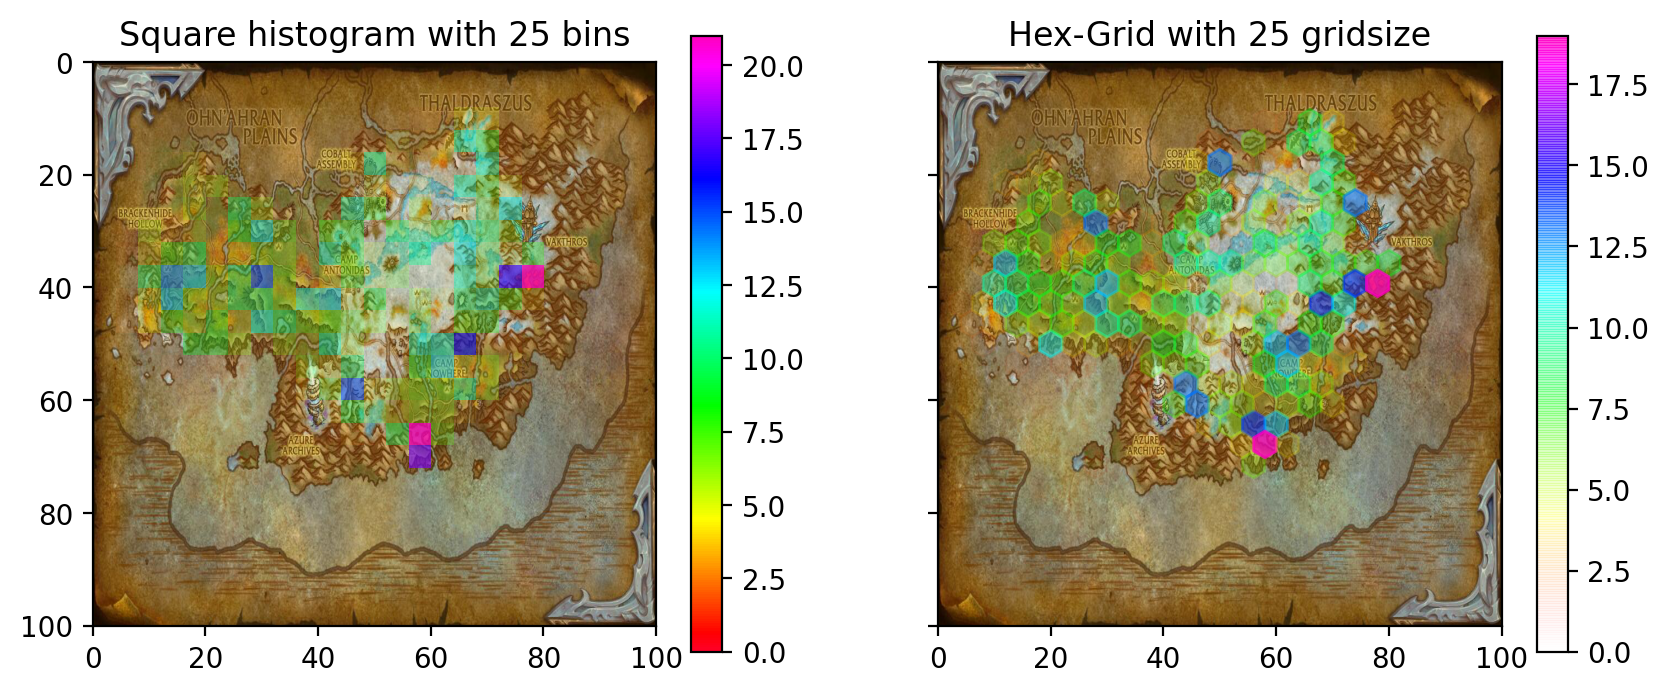 Square histogram with 25 bins
0
20
40
60
80
100
0
20
40
60
80
100
OHN'AHRAN
PLAINS
THALDRASZUS
COBALT
ASSEMBLY
BRACKENHIDE
HOLLOW
VAKTHROS
CAMP
ANTONIDAS
CAMP
NOWHERE
AZURE
ARCHIVES
20.0
17.5
15.0
12.5
10.0
7.5
5.0
2.5
0.0
Hex-Grid with 25 gridsize
0
20
40
60
80
100
OHN'AHRAN
PLAINS
THALDRASZUS
COBALT
ASSEMBLY
BRACKENHIDE
HOLLOW
VAKTHROS
CAMP
ANTONIDAS
CAMP
NOWHERE
AZURE
ARCHIVES
17.5
15.0
12.5
10.0
7.5
5.0
2.5
0.0